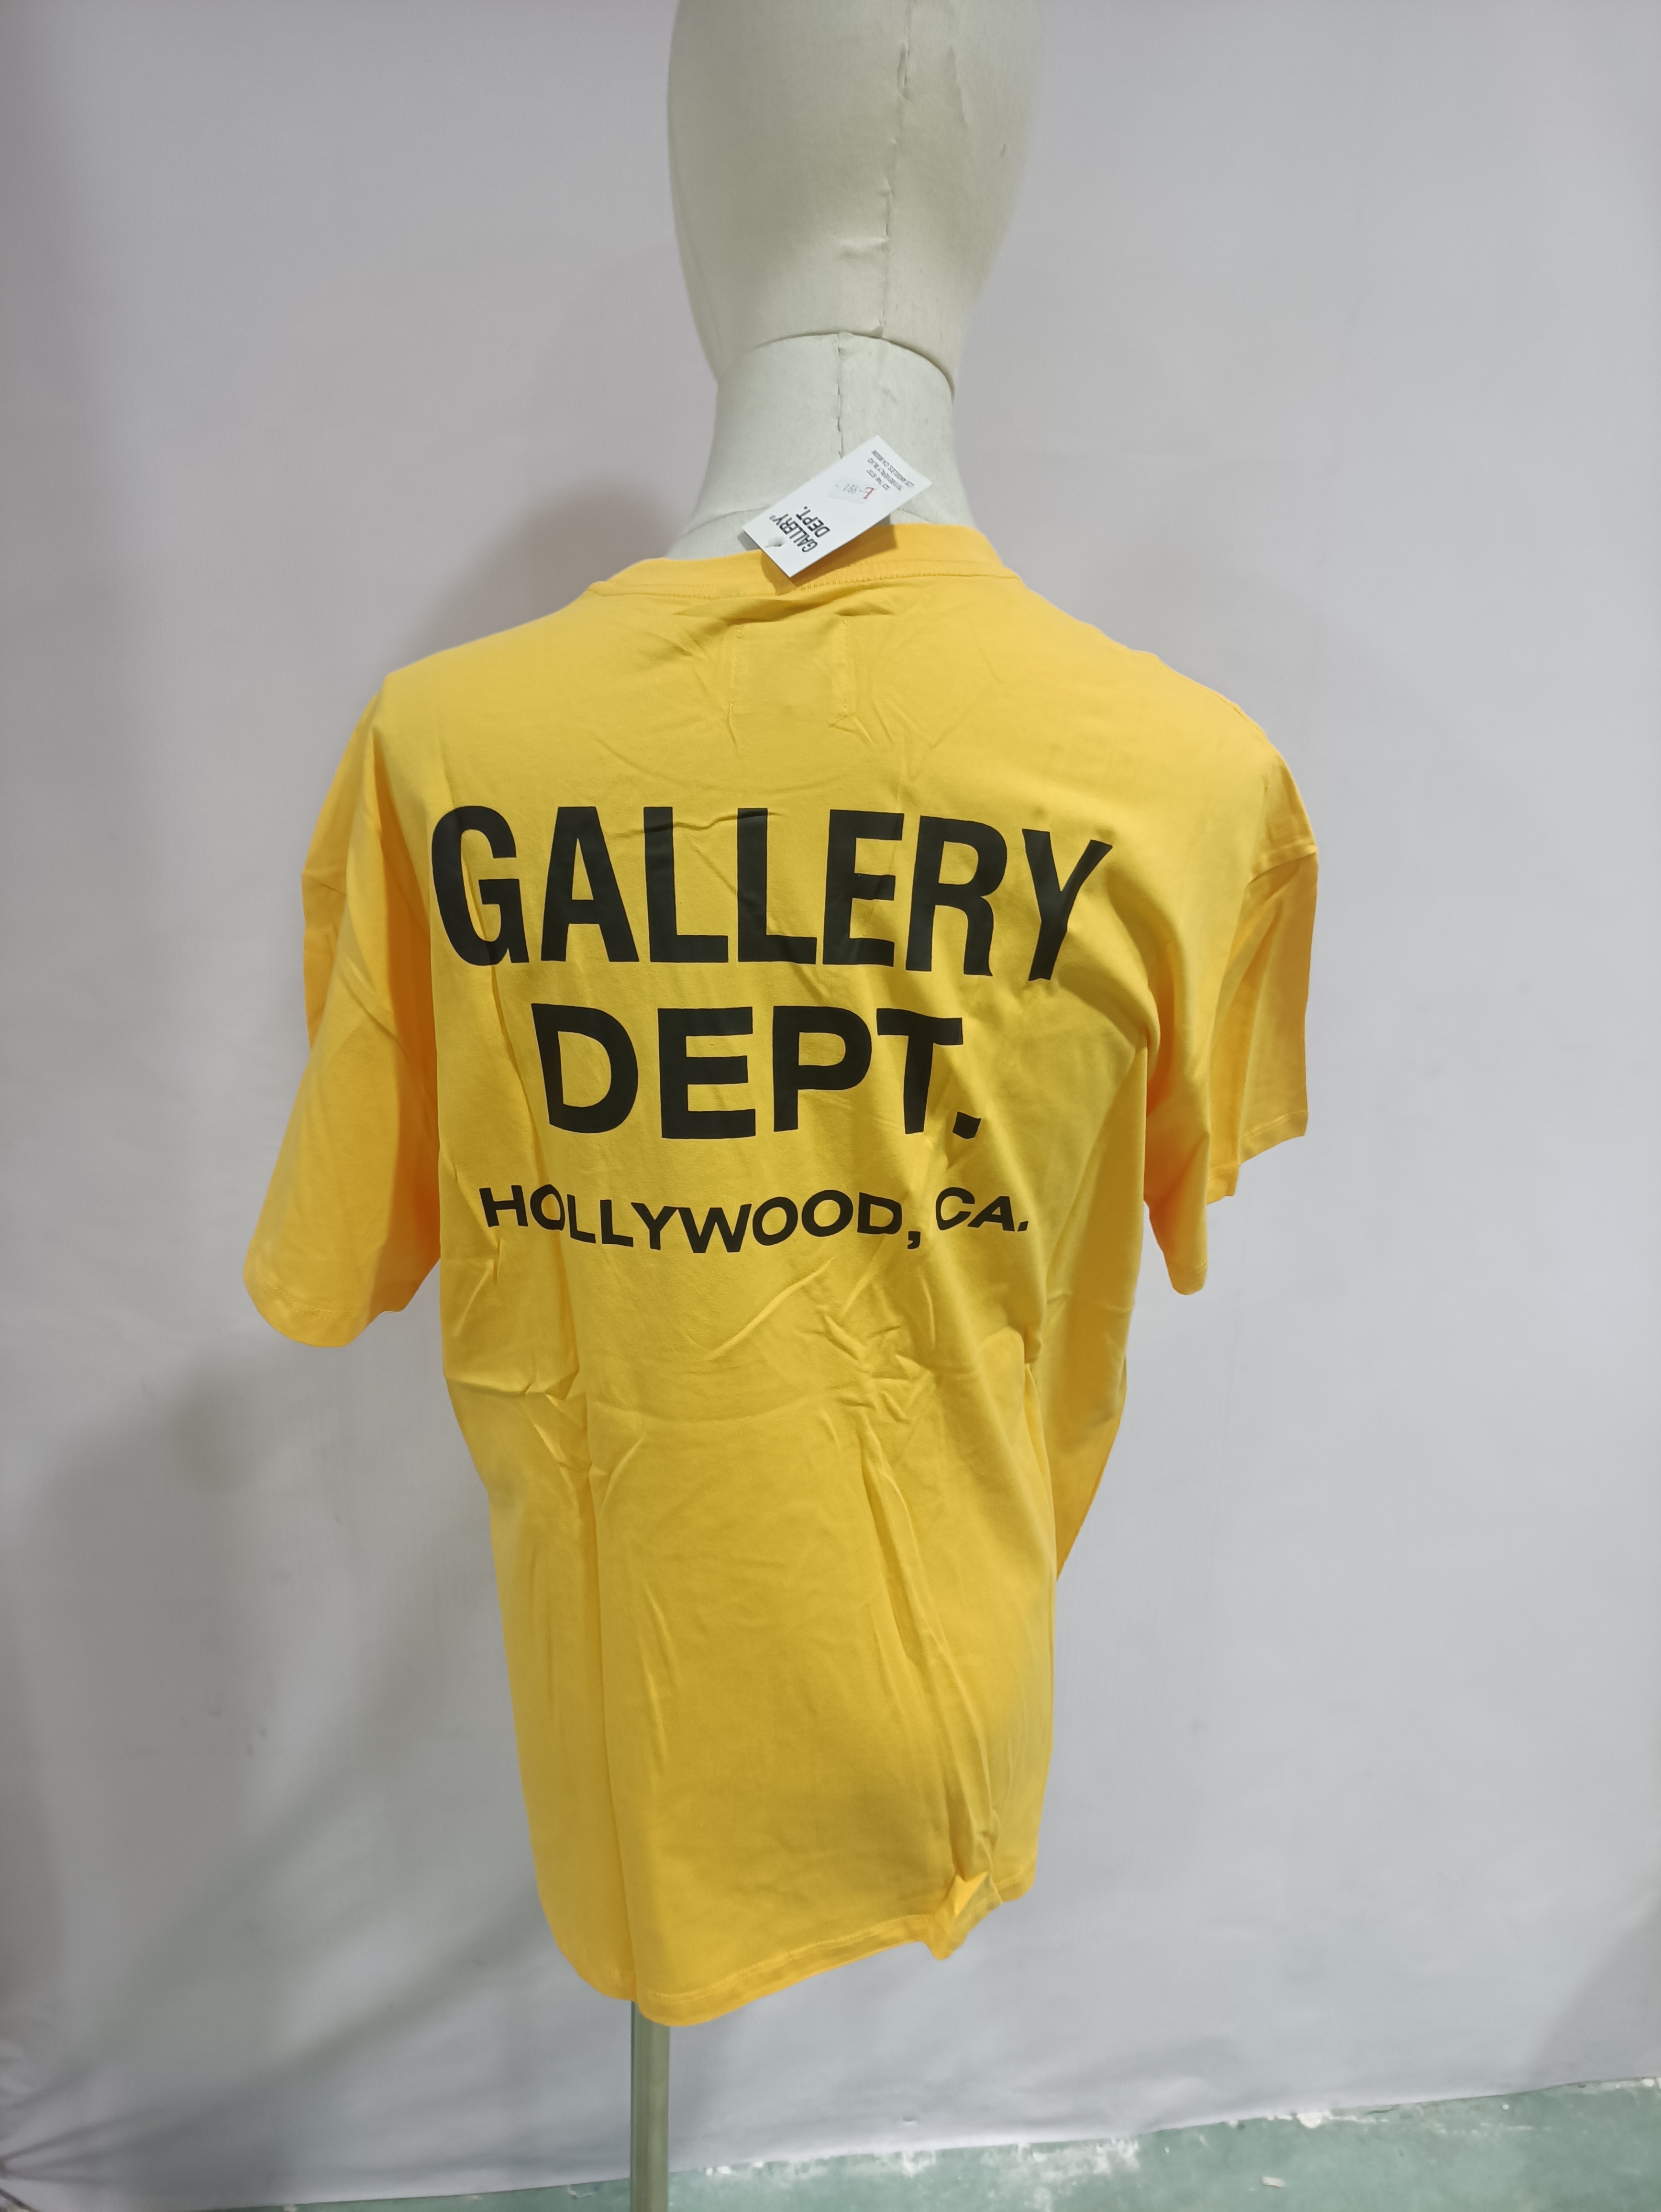 GALLERY
DEPT.
GALLERY
DEPT.
HOLLYWOOD, CA.